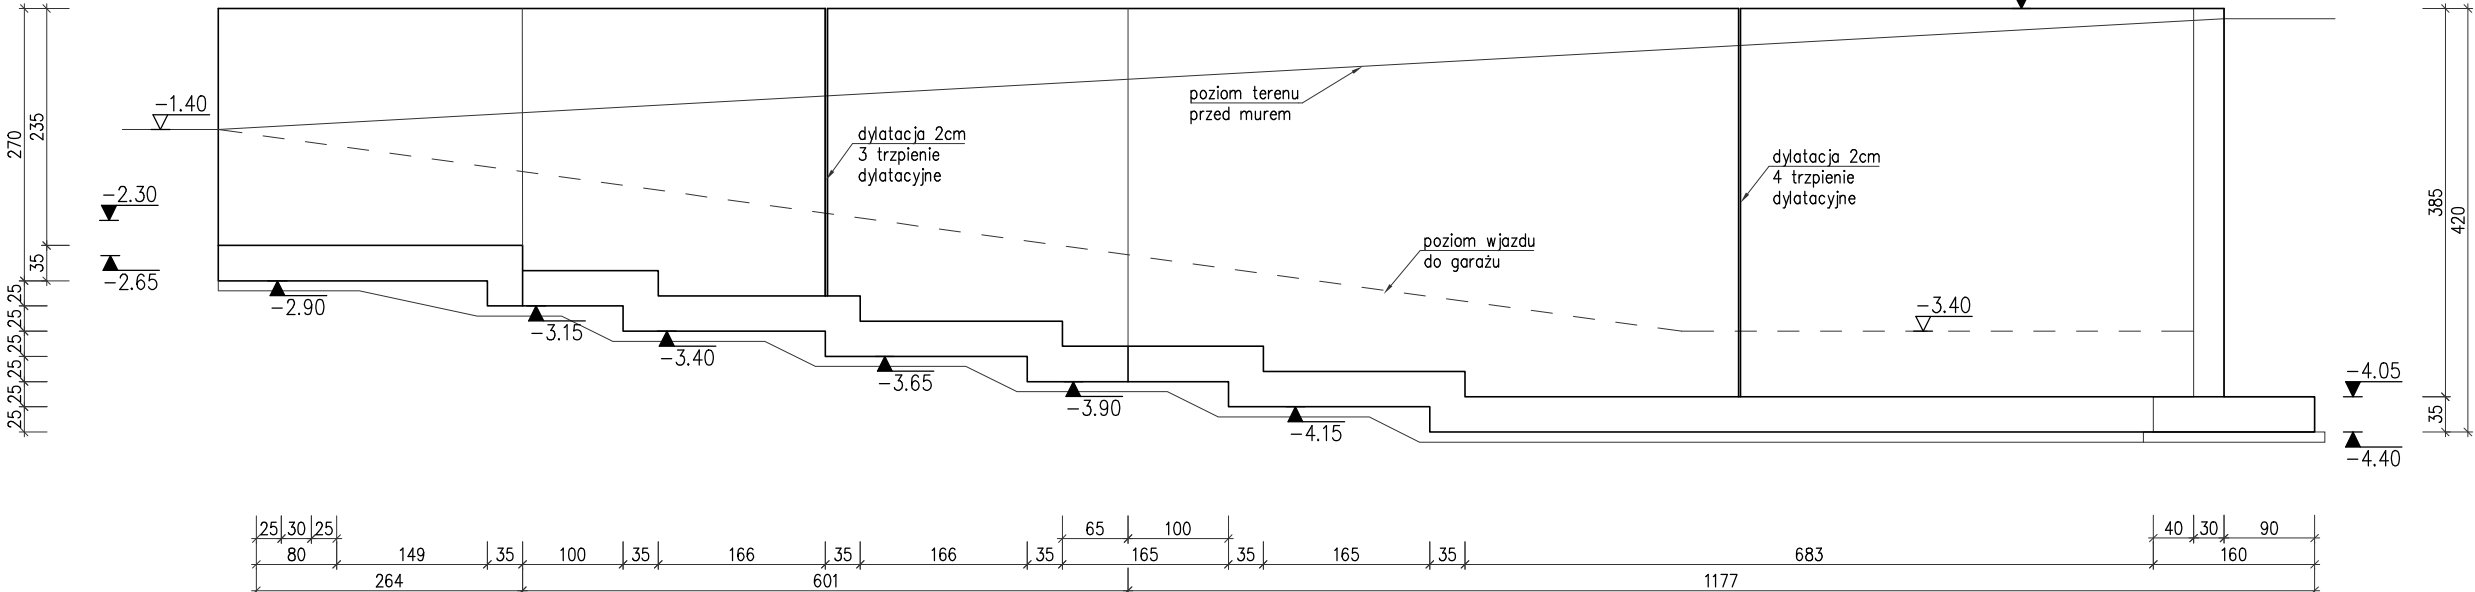 -1.40
270
235
-2.30
35
-2.65
25
25
25
25
25
25
-2.90
-3.15
-3.40
-3.65
-3.90
-4.15
dylatacja 2cm
3 trzpienie
dylatacyjne
poziom terenu
przed murem
poziom wjazdu
do garażu
dylatacja 2cm
4 trzpienie
dylatacyjne
-3.40
385
420
-4.05
35
-4.40
25 30 25 65 100 40 30 90
80 149 35 100 35 166 35 166 35 165 35 165 35 683 160
264 601 1177